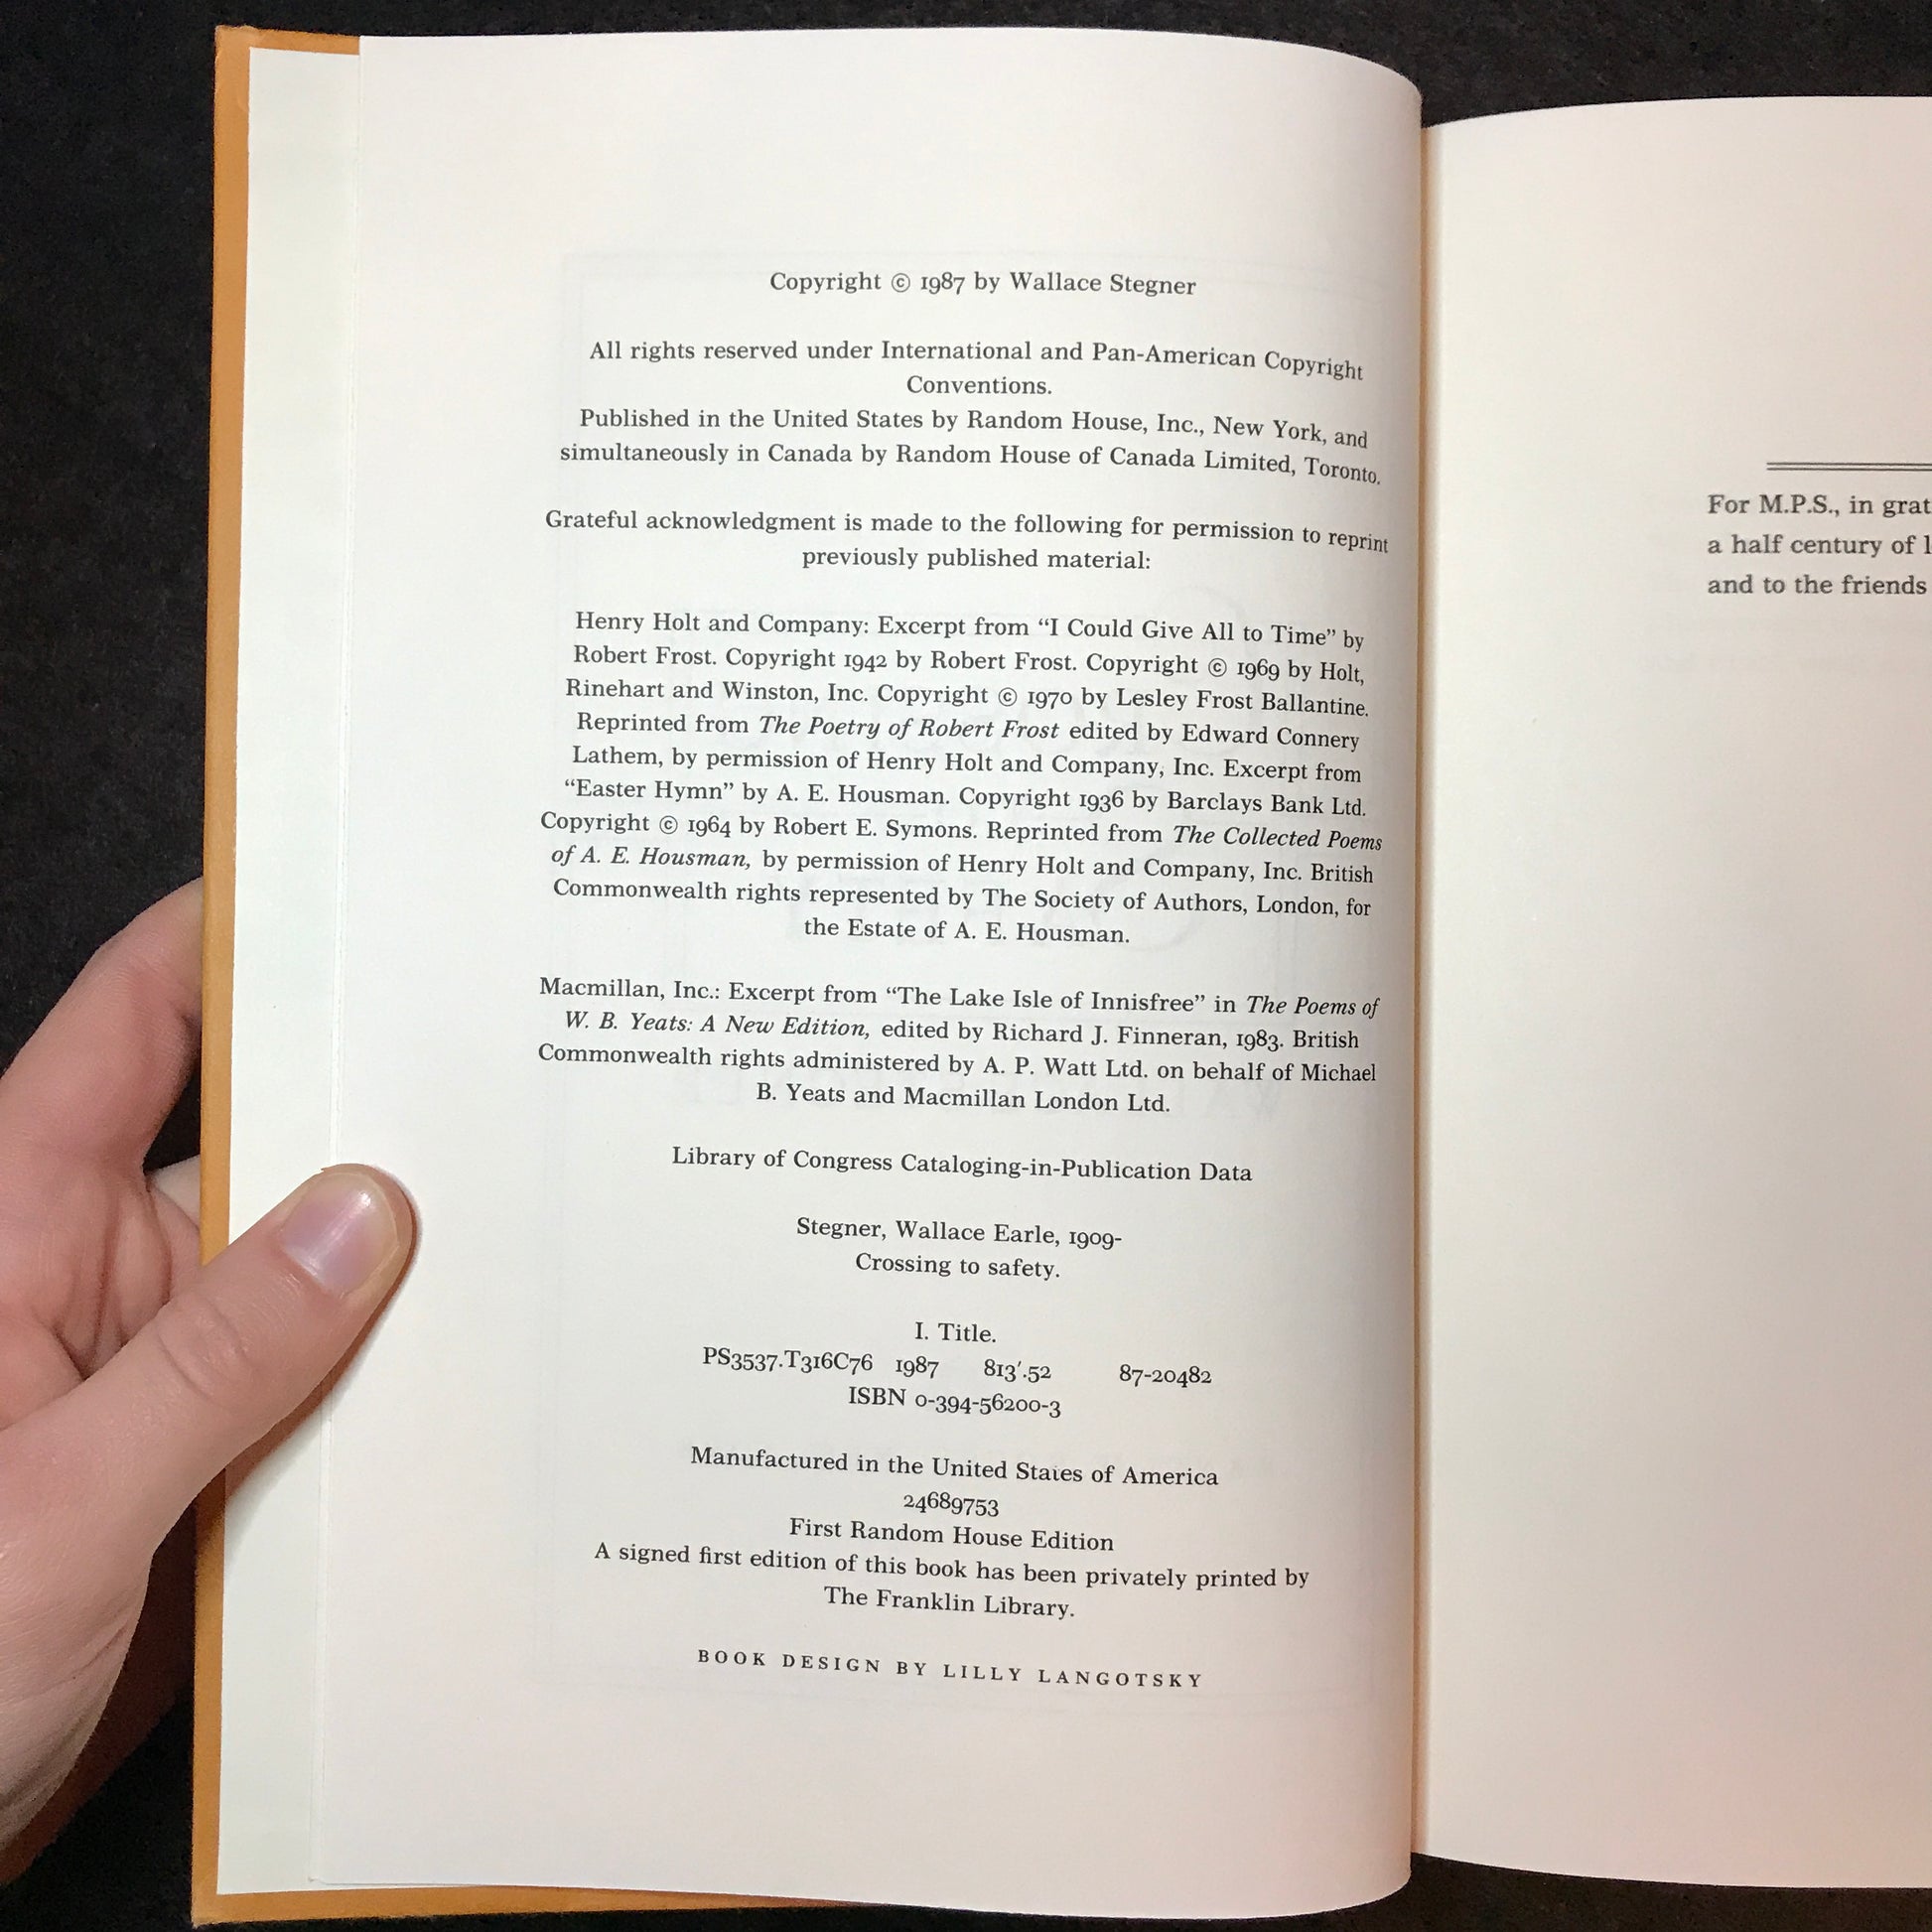 Copyright © 1987 by Wallace Stegner
All rights reserved under International and Pan-American Copyright
Conventions.
Published in the United States by Random House, Inc., New York, and
simultaneously in Canada by Random House of Canada Limited, Toronto.
Grateful acknowledgment is made to the following for permission to reprint
previously published material:
Henry Holt and Company: Excerpt from “I Could Give All to Time” by
Robert Frost. Copyright 1942 by Robert Frost. Copyright © 1969 by Holt,
Rinehart and Winston, Inc. Copyright © 1970 by Lesley Frost Ballantine.
Reprinted from The Poetry of Robert Frost edited by Edward Connery
Lathem, by permission of Henry Holt and Company, Inc. Excerpt from
“Easter Hymn” by A. E. Housman. Copyright 1936 by Barclays Bank Ltd.
Copyright © 1964 by Robert E. Symons. Reprinted from The Collected Poems
of A. E. Housman, by permission of Henry Holt and Company, Inc. British
Commonwealth rights represented by The Society of Authors, London, for
the Estate of A. E. Housman.
Macmillan, Inc.: Excerpt from “The Lake Isle of Innisfree” in The Poems of
W. B. Yeats: A New Edition, edited by Richard J. Finneran, 1983. British
Commonwealth rights administered by A. P. Watt Ltd. on behalf of Michael
B. Yeats and Macmillan London Ltd.
Library of Congress Cataloging-in-Publication Data
Stegner, Wallace Earle, 1909-
Crossing to safety.
I. Title.
PS3537.T316C76 1987 813′.52 87-20482
ISBN 0-394-56200-3
Manufactured in the United States of America
24689753
First Random House Edition
A signed first edition of this book has been privately printed by
The Franklin Library.
BOOK DESIGN BY LILLY LANGOTSKY
For M.P.S., in grat
a half century of l
and to the friends